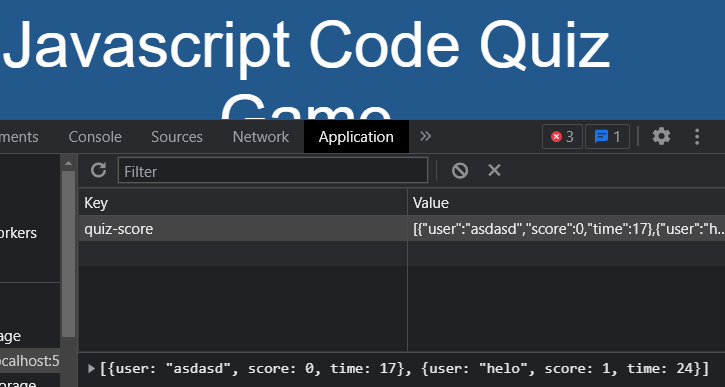 Javascript Code Quiz
Game
ments Console Sources Network Application » 3 1
Filter
Key Value
orkers
quiz-score [{"user":"asdasd","score":0,"time":17},{"user":"h...
age
ocalhost:5
orage
[{user: "asdasd", score: 0, time: 17}, {user: "helo", score: 1, time: 24}]